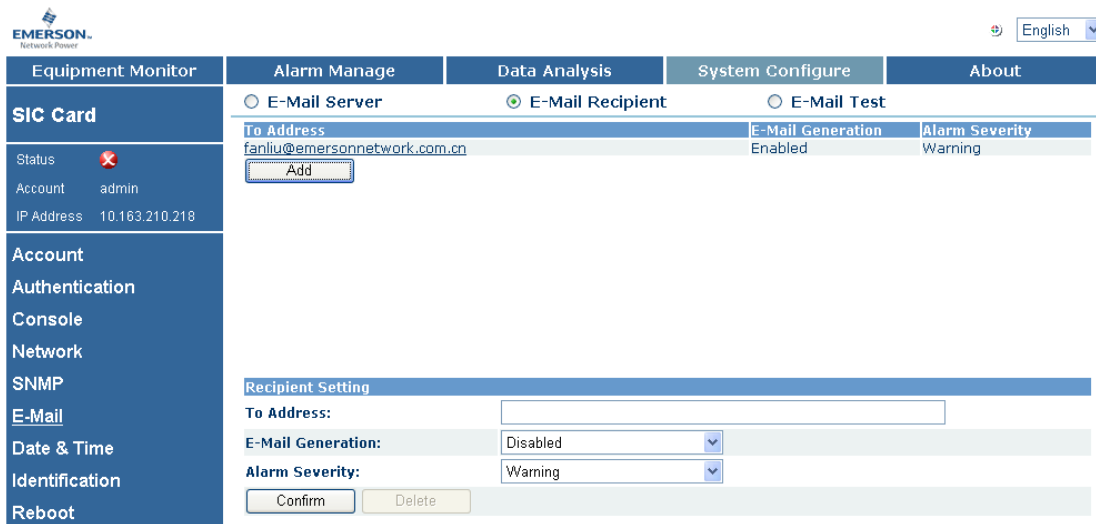 EMERSON™
Network Power
English
Equipment Monitor Alarm Manage Data Analysis System Configure About
SIC Card
E-Mail Server E-Mail Recipient E-Mail Test
To Address E-Mail Generation Alarm Severity
fanliu@emersonnetwork.com.cn Enabled Warning
Add
Status
Account admin
IP Address 10.163.210.218
Account
Authentication
Console
Network
SNMP
E-Mail
Date & Time
Identification
Reboot
Recipient Setting
To Address:
E-Mail Generation: Disabled
Alarm Severity: Warning
Confirm Delete